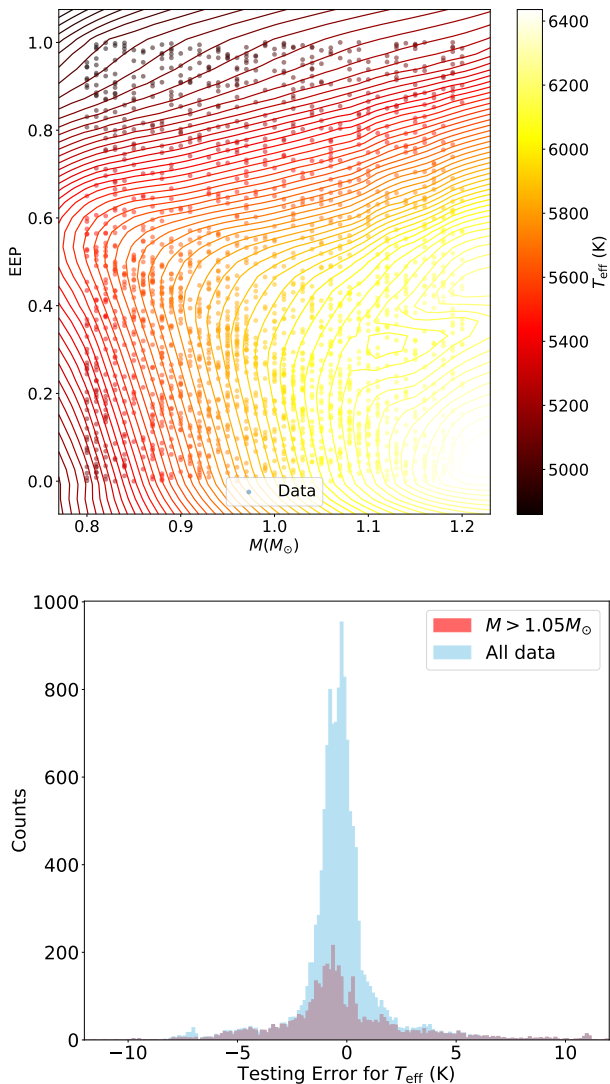 1.0
0.8
0.6
0.4
0.2
0.0
EEP
0.8 0.9 1.0 1.1 1.2
M(M⊙)
Data
6400
6200
6000
5800
5600
5400
5200
5000
T_eff (K)
1000
800
600
400
200
0
Counts
M > 1.05M⊙
All data
−10 −5 0 5 10
Testing Error for T_eff (K)